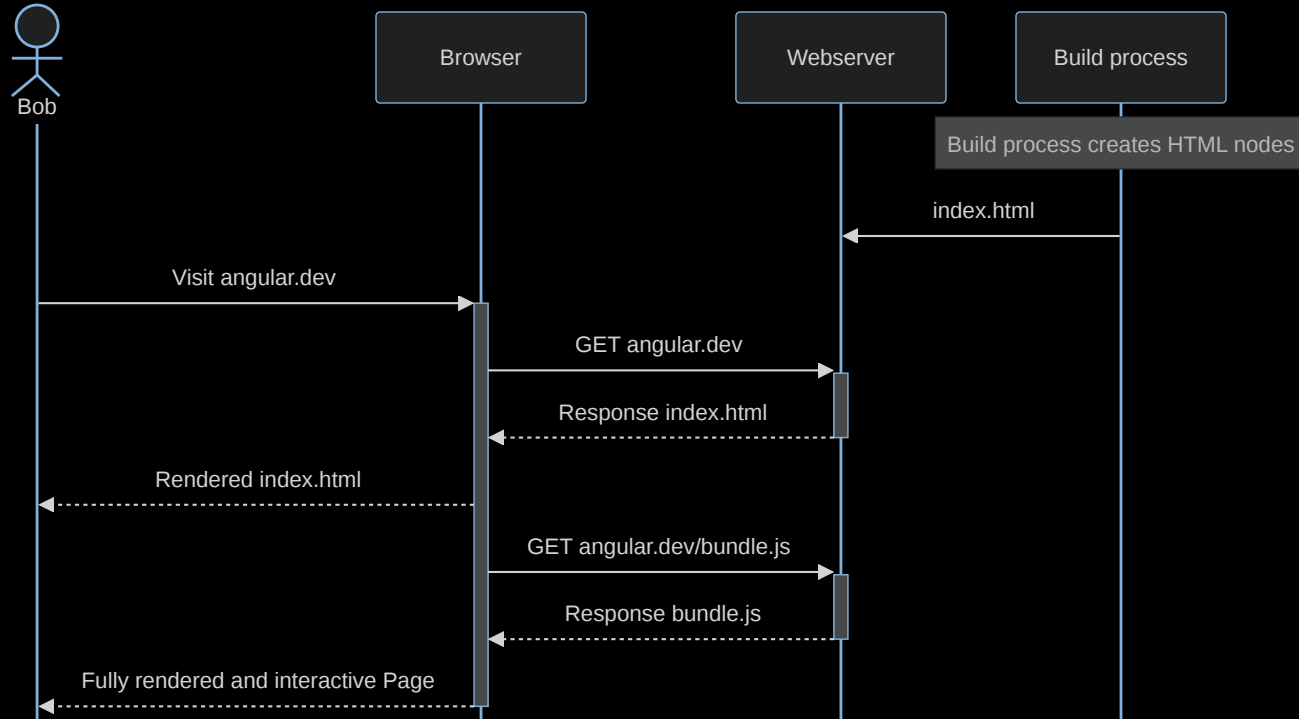 Browser
Webserver
Build process
Bob
Build process creates HTML nodes
index.html
Visit angular.dev
GET angular.dev
Response index.html
Rendered index.html
GET angular.dev/bundle.js
Response bundle.js
Fully rendered and interactive Page